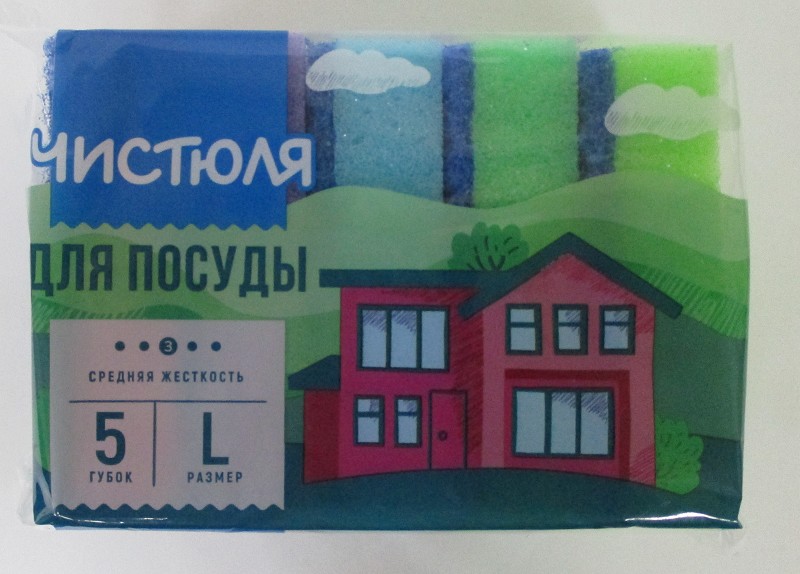 ЧИСТЮЛЯ
ДЛЯ ПОСУДЫ
3
СРЕДНЯЯ ЖЕСТКОСТЬ
5
ГУБОК
L
РАЗМЕР